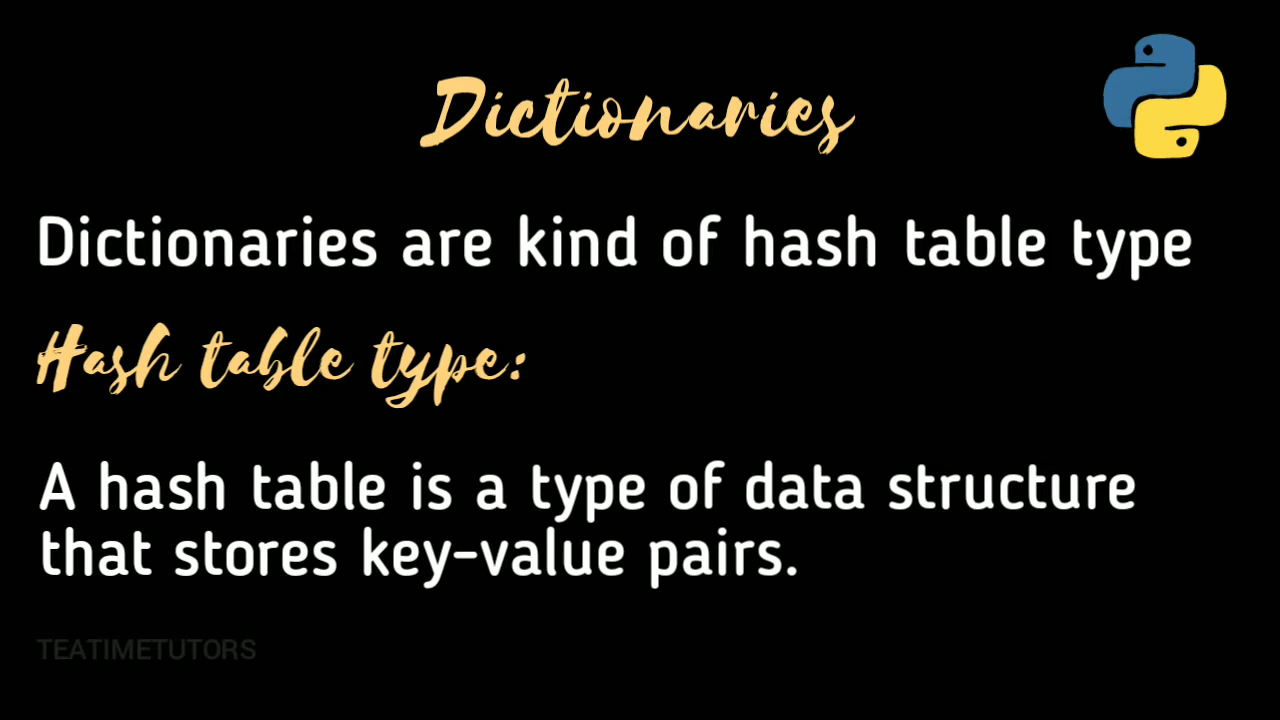 Dictionaries
Dictionaries are kind of hash table type
Hash table type:
A hash table is a type of data structure
that stores key-value pairs.
TEATIMETUTORS